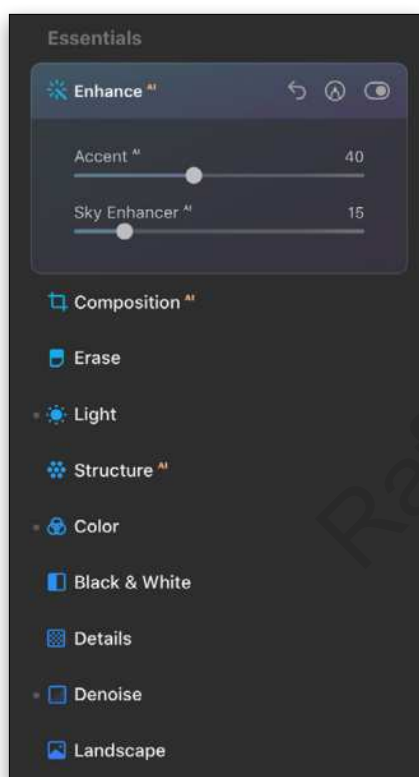 Essentials
Enhance AI
Accent AI 40
Sky Enhancer AI 15
Composition AI
Erase
Light
Structure AI
Color
Black & White
Details
Denoise
Landscape